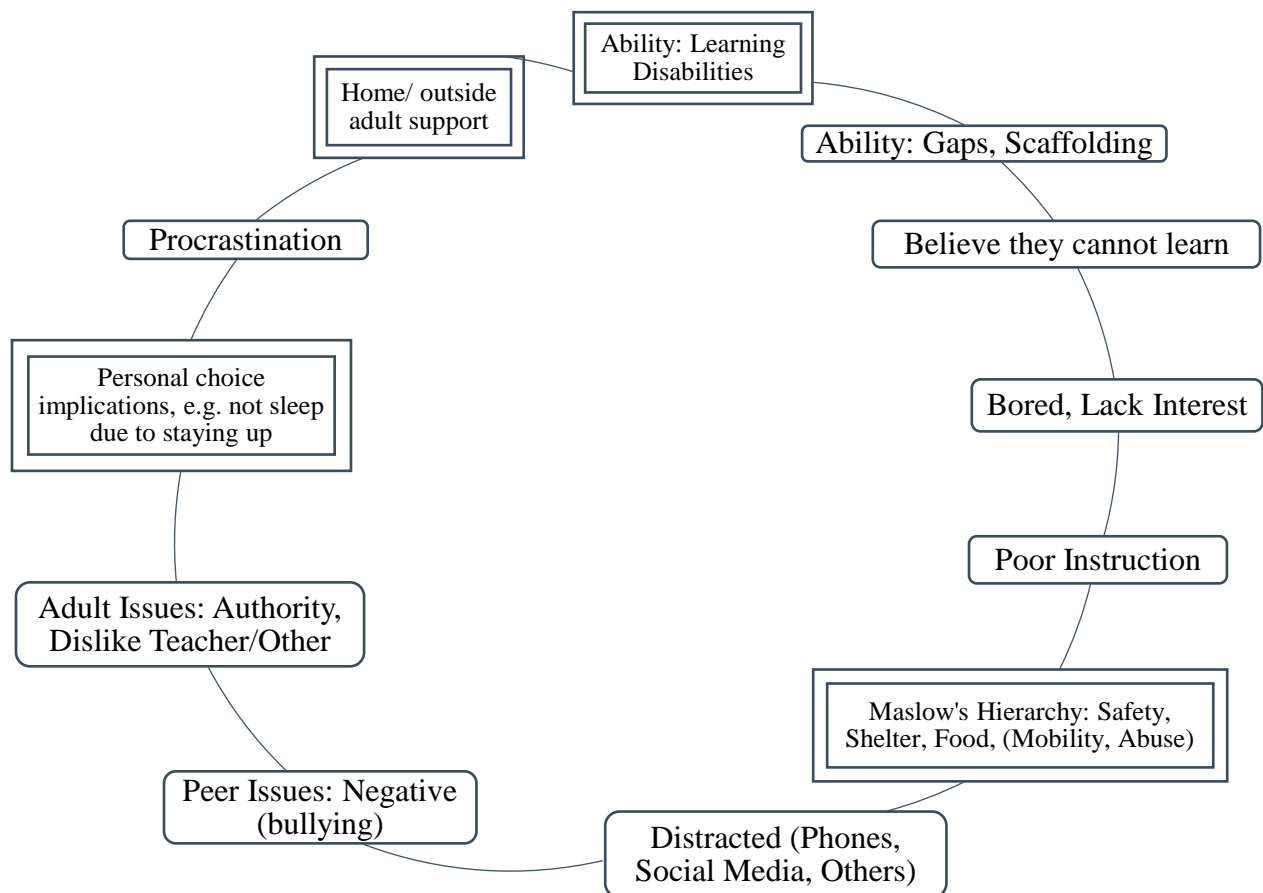 Ability: Learning
Disabilities
Ability: Gaps, Scaffolding
Believe they cannot learn
Bored, Lack Interest
Poor Instruction
Maslow's Hierarchy: Safety,
Shelter, Food, (Mobility, Abuse)
Distracted (Phones,
Social Media, Others)
Peer Issues: Negative
(bullying)
Adult Issues: Authority,
Dislike Teacher/Other
Personal choice
implications, e.g. not sleep
due to staying up
Procrastination
Home/ outside
adult support